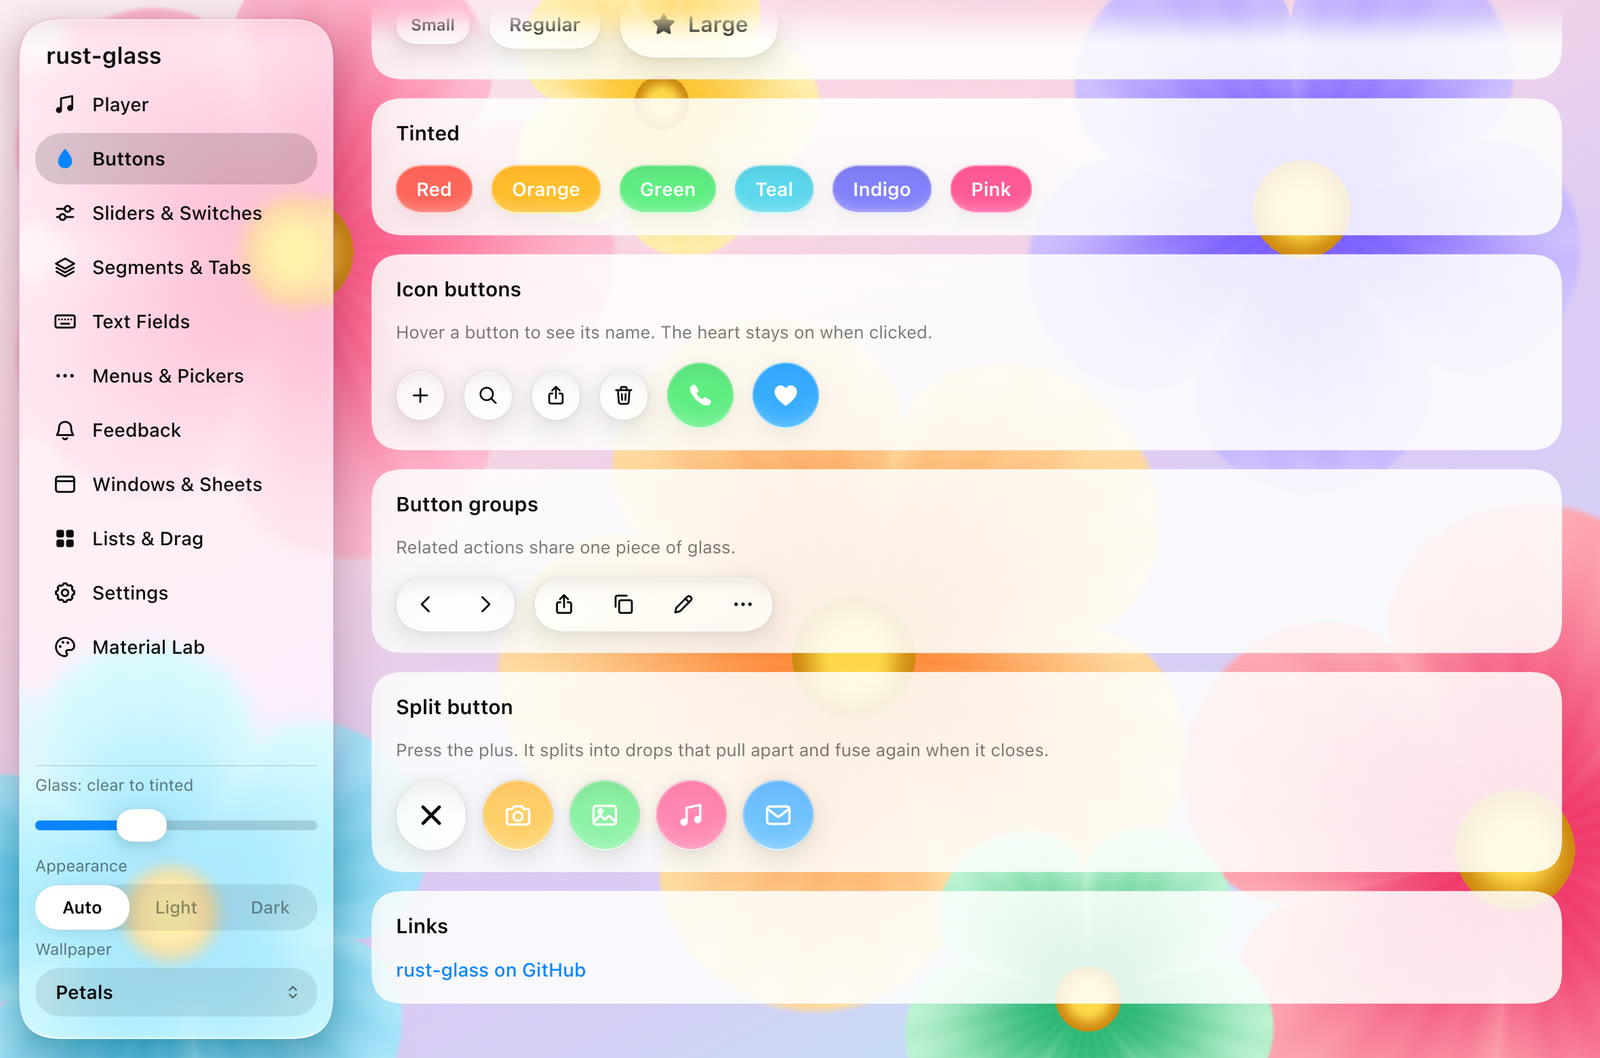 rust-glass
Player
Buttons
Sliders & Switches
Segments & Tabs
Text Fields
Menus & Pickers
Feedback
Windows & Sheets
Lists & Drag
Settings
Material Lab
Glass: clear to tinted
Appearance
Auto Light Dark
Wallpaper
Petals
Small Regular Large
Tinted
Red Orange Green Teal Indigo Pink
Icon buttons
Hover a button to see its name. The heart stays on when clicked.
Button groups
Related actions share one piece of glass.
Split button
Press the plus. It splits into drops that pull apart and fuse again when it closes.
Links
rust-glass on GitHub